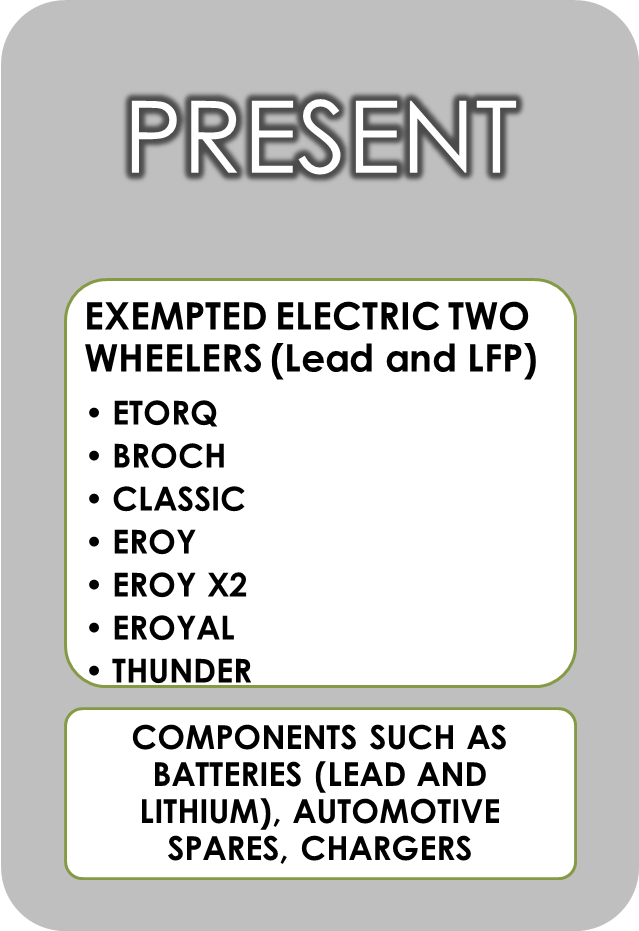 PRESENT
EXEMPTED ELECTRIC TWO
WHEELERS (Lead and LFP)
• ETORQ
• BROCH
• CLASSIC
• EROY
• EROY X2
• EROYAL
• THUNDER
COMPONENTS SUCH AS
BATTERIES (LEAD AND
LITHIUM), AUTOMOTIVE
SPARES, CHARGERS